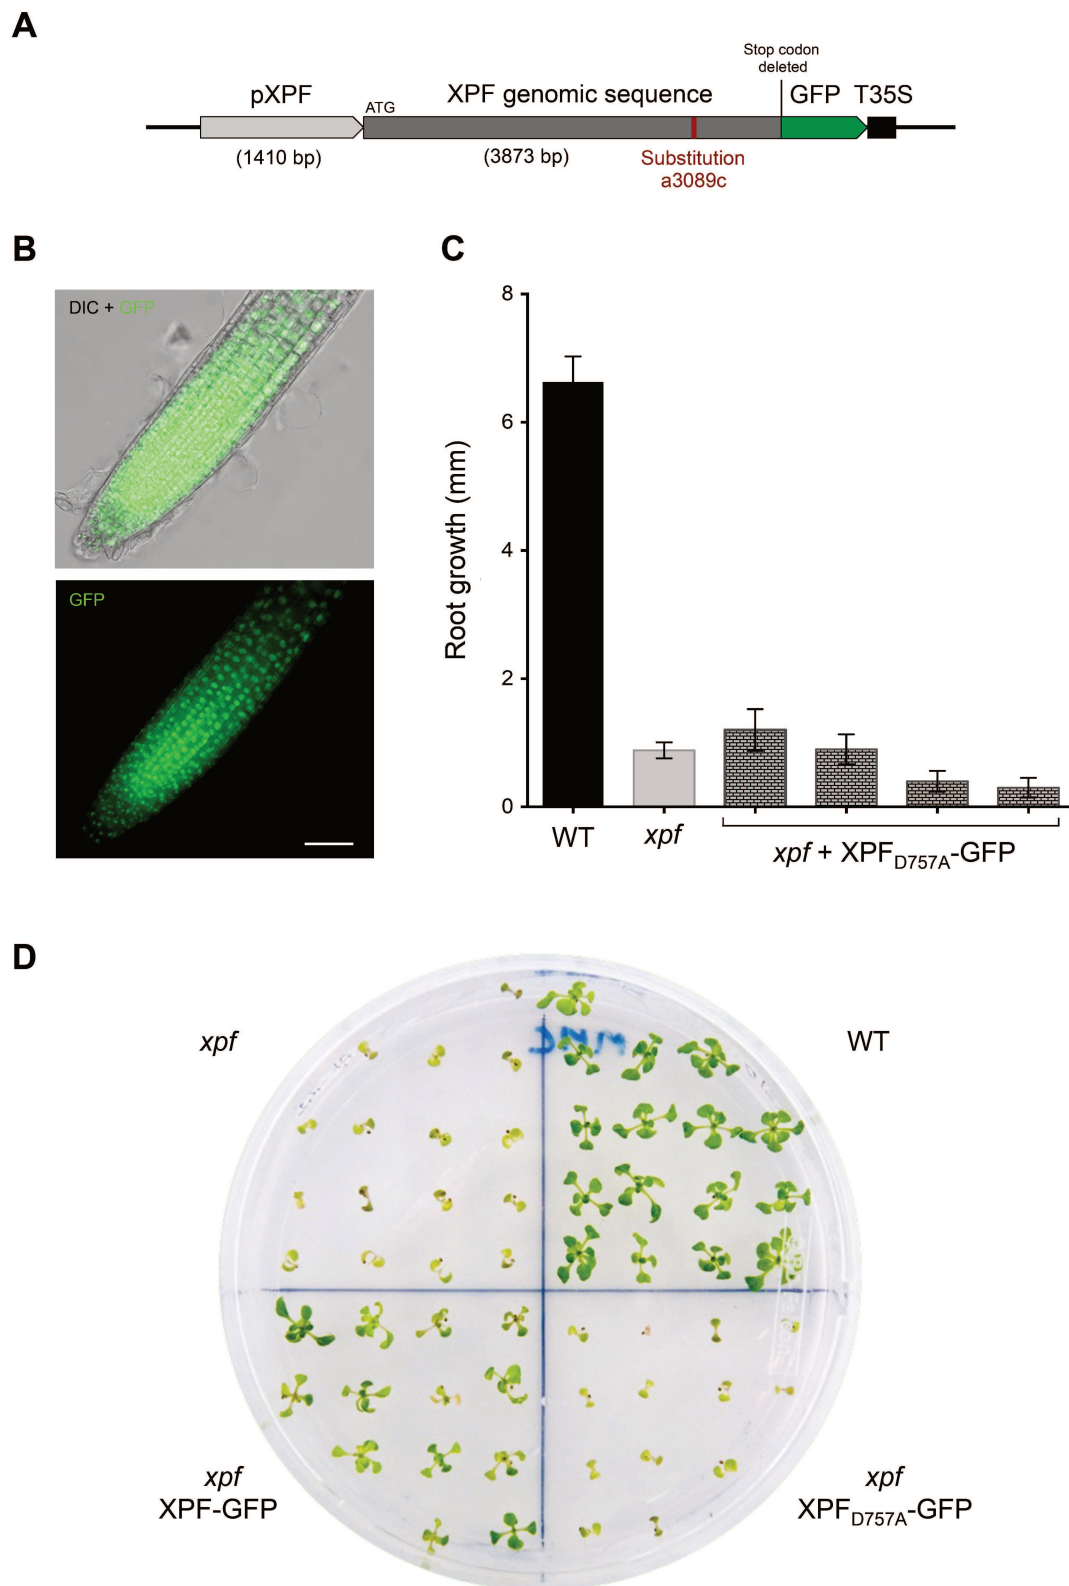 A
Stop codon
deleted
pXPF
ATG
XPF genomic sequence
GFP
T35S
(1410 bp)
(3873 bp)
Substitution
a3089c
B
DIC + GFP
GFP
C
8
6
4
2
0
Root growth (mm)
WT
xpf
xpf + XPFD757A-GFP
D
xpf
WT
xpf
XPF-GFP
xpf
XPFD757A-GFP